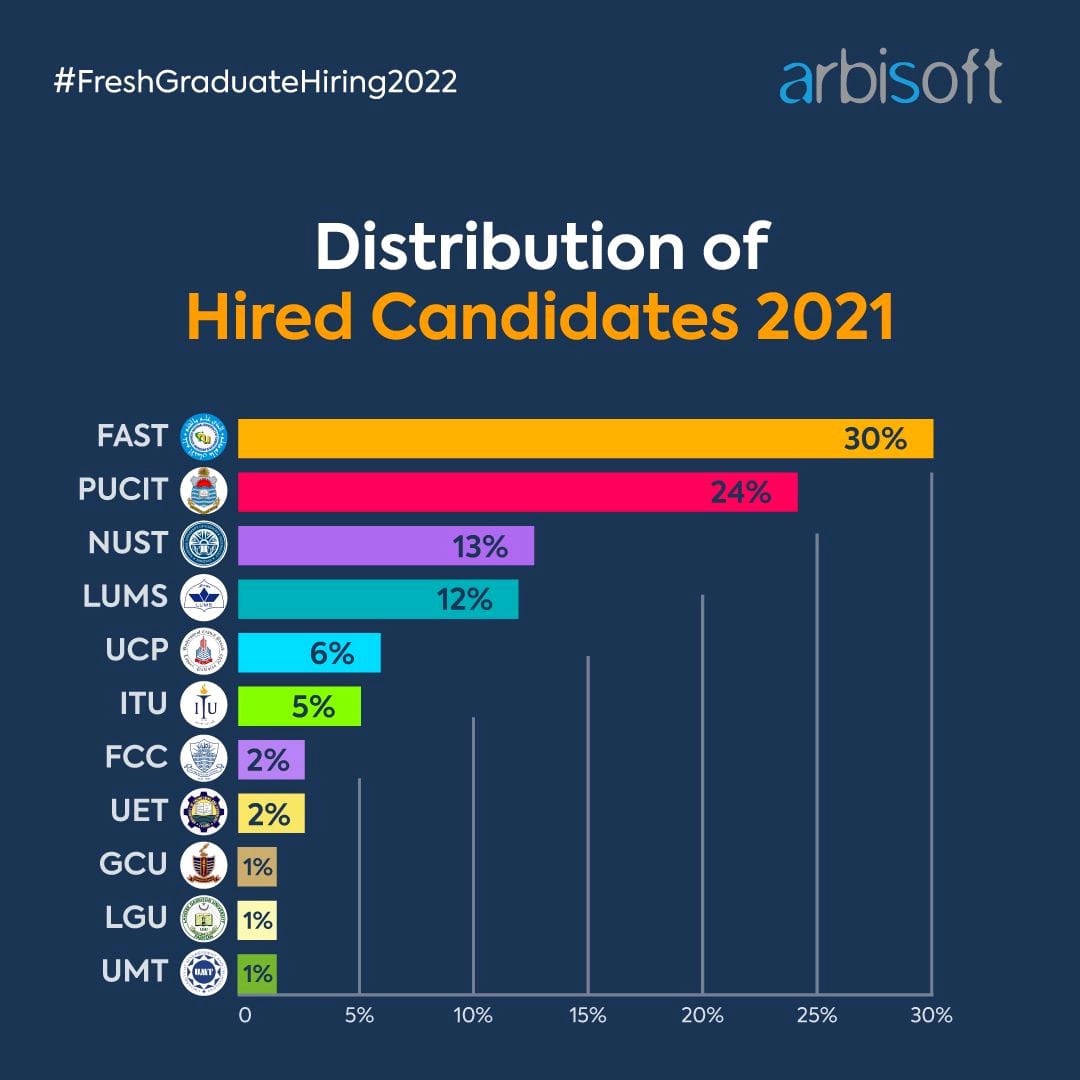 #FreshGraduateHiring2022
arbisoft
Distribution of
Hired Candidates 2021
FAST 30%
PUCIT 24%
NUST 13%
LUMS 12%
UCP 6%
ITU 5%
FCC 2%
UET 2%
GCU 1%
LGU 1%
UMT 1%
0 5% 10% 15% 20% 25% 30%